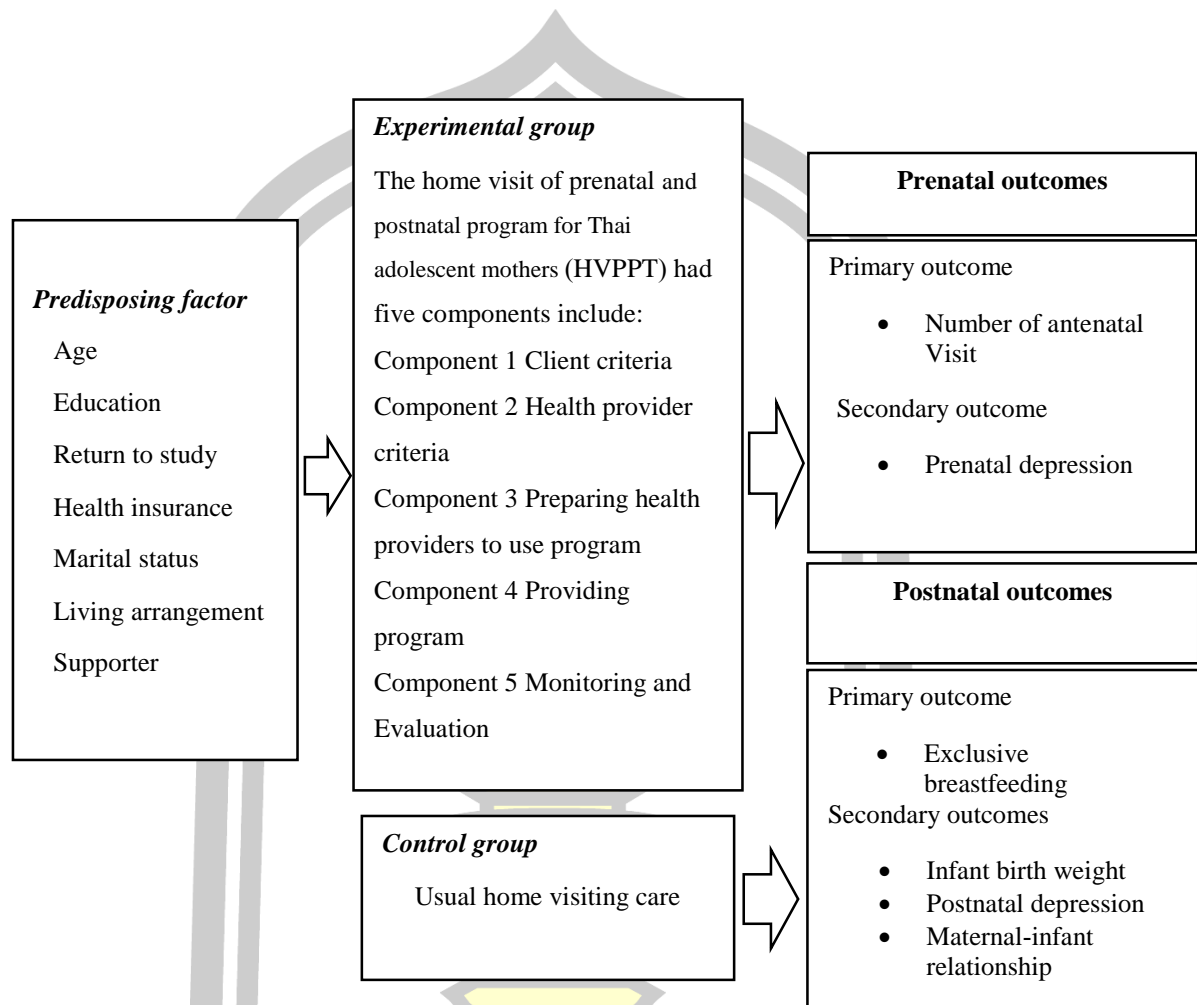 Predisposing factor
Age
Education
Return to study
Health insurance
Marital status
Living arrangement
Supporter
Experimental group
The home visit of prenatal and
postnatal program for Thai
adolescent mothers (HVPPT) had
five components include:
Component 1 Client criteria
Component 2 Health provider
criteria
Component 3 Preparing health
providers to use program
Component 4 Providing
program
Component 5 Monitoring and
Evaluation
Control group
Usual home visiting care
Prenatal outcomes
Primary outcome
• Number of antenatal
Visit
Secondary outcome
• Prenatal depression
Postnatal outcomes
Primary outcome
• Exclusive
breastfeeding
Secondary outcomes
• Infant birth weight
• Postnatal depression
• Maternal-infant
relationship